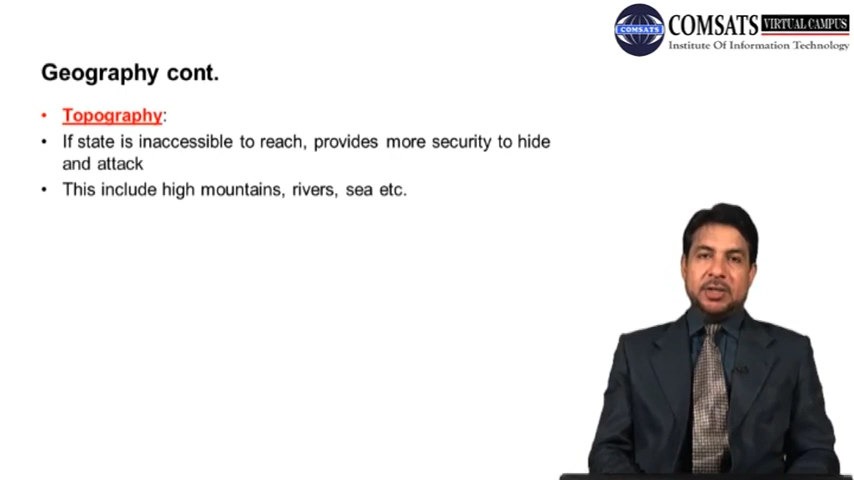 COMSATS
COMSATS VIRTUAL CAMPUS
Institute Of Information Technology
Geography cont.
• Topography:
• If state is inaccessible to reach, provides more security to hide
and attack
• This include high mountains, rivers, sea etc.